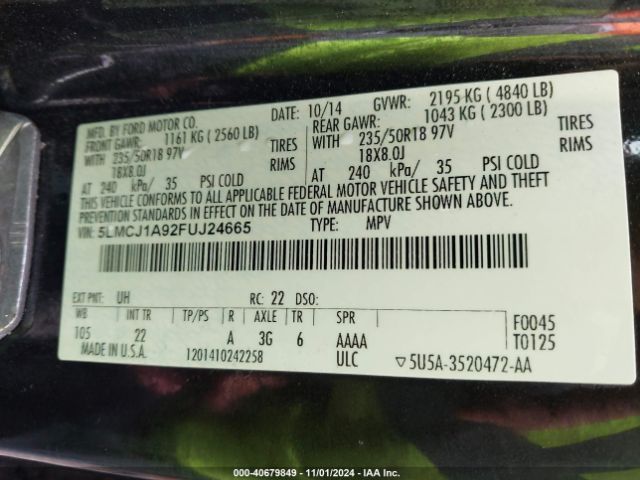 MFD. BY FORD MOTOR CO.
DATE: 10/14 GVWR: 2195 KG ( 4840 LB)
FRONT GAWR: 1161 KG ( 2560 LB)
REAR GAWR: 1043 KG ( 2300 LB)
WITH 235/50R18 97V TIRES
WITH 235/50R18 97V TIRES
18X8.0J RIMS
18X8.0J RIMS
AT 240 kPa/ 35 PSI COLD
AT 240 kPa/ 35 PSI COLD
THIS VEHICLE CONFORMS TO ALL APPLICABLE FEDERAL MOTOR VEHICLE SAFETY AND THEFT
PREVENTION STANDARDS IN EFFECT ON THE DATE OF MANUFACTURE SHOWN ABOVE.
VIN: 5LMCJ1A92FUJ24665 TYPE: MPV
EXT PNT: UH RC: 22 DSO:
WB INT TR TP/PS R AXLE TR SPR
105 22 A 3G 6 AAAA
F0045
T0125
MADE IN U.S.A. 1201410242258 ULC ▽5U5A-3520472-AA
000-40679849 • 11/01/2024 • IAA Inc.